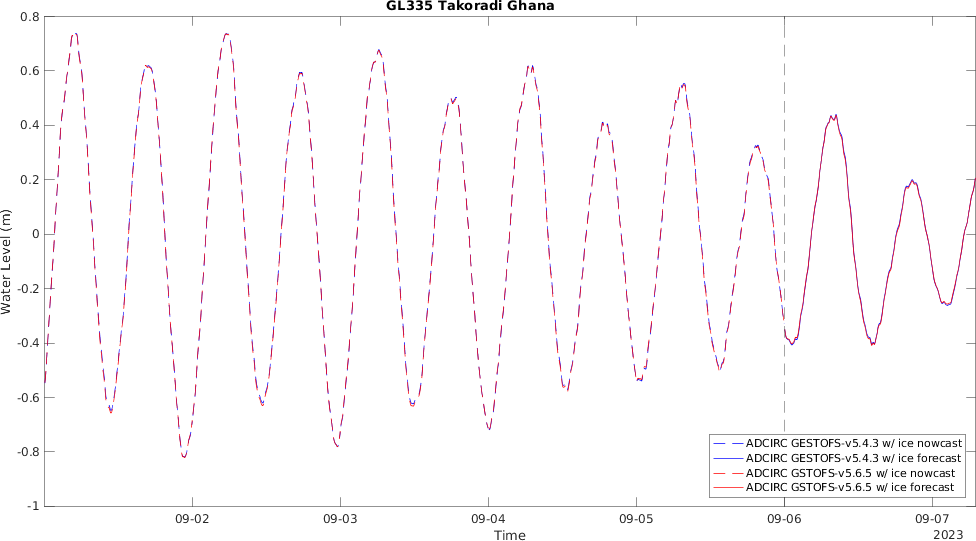 GL335 Takoradi Ghana
0.8
0.6
0.4
0.2
0
-0.2
-0.4
-0.6
-0.8
-1
Water Level (m)
09-02 09-03 09-04 09-05 09-06 09-07
Time
2023
ADCIRC GESTOFS-v5.4.3 w/ ice nowcast
ADCIRC GESTOFS-v5.4.3 w/ ice forecast
ADCIRC GSTOFS-v5.6.5 w/ ice nowcast
ADCIRC GSTOFS-v5.6.5 w/ ice forecast